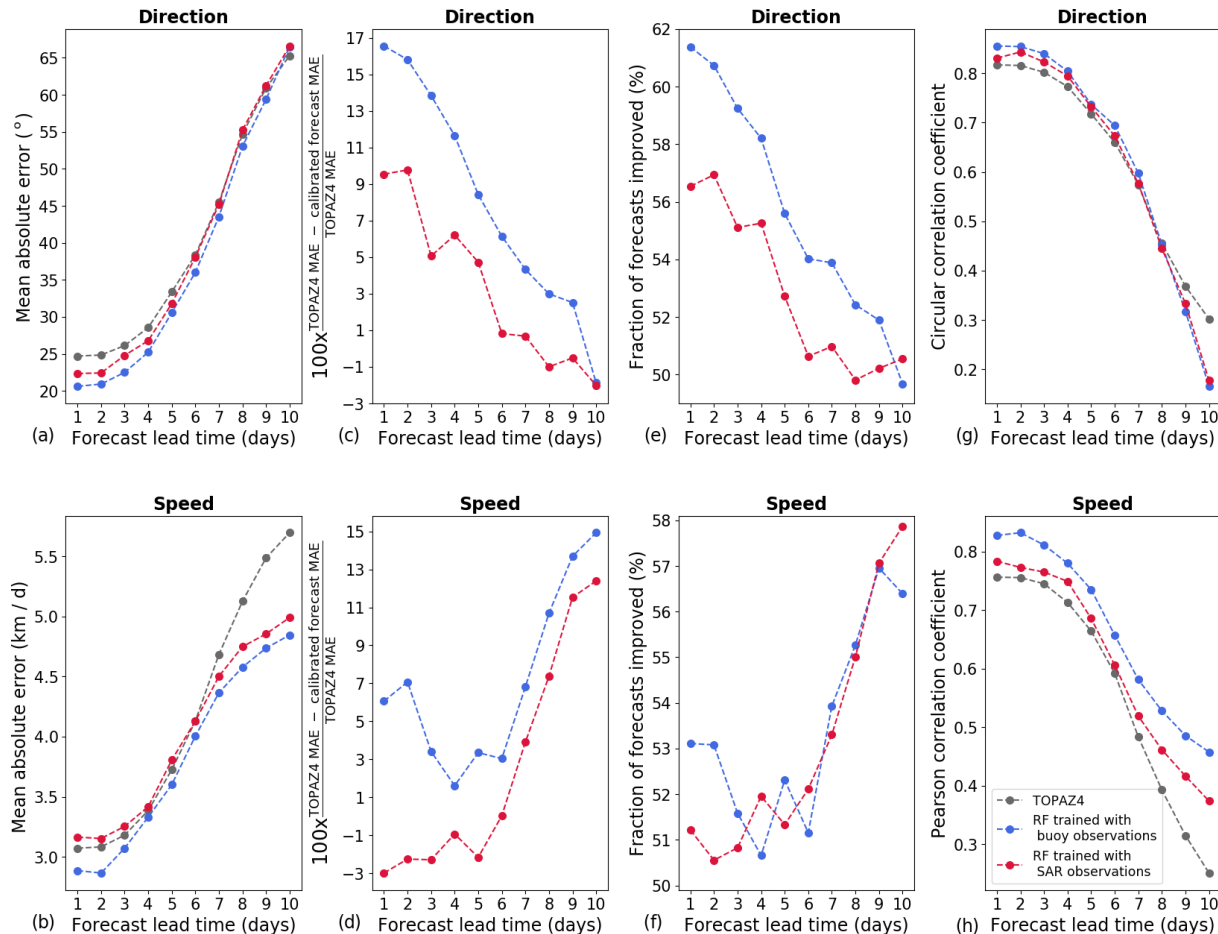 Direction
Mean absolute error (°)
65
60
55
50
45
40
35
30
25
20
1 2 3 4 5 6 7 8 9 10
(a) Forecast lead time (days)
Direction
100x TOPAZ4 MAE − calibrated forecast MAE
TOPAZ4 MAE
17
15
13
11
9
7
5
3
1
−1
−3
1 2 3 4 5 6 7 8 9 10
(c) Forecast lead time (days)
Direction
Fraction of forecasts improved (%)
62
60
58
56
54
52
50
1 2 3 4 5 6 7 8 9 10
(e) Forecast lead time (days)
Direction
Circular correlation coefficient
0.8
0.7
0.6
0.5
0.4
0.3
0.2
1 2 3 4 5 6 7 8 9 10
(g) Forecast lead time (days)
Speed
Mean absolute error (km / d)
5.5
5.0
4.5
4.0
3.5
3.0
1 2 3 4 5 6 7 8 9 10
(b) Forecast lead time (days)
Speed
100x TOPAZ4 MAE − calibrated forecast MAE
TOPAZ4 MAE
15
13
11
9
7
5
3
1
−1
−3
1 2 3 4 5 6 7 8 9 10
(d) Forecast lead time (days)
Speed
Fraction of forecasts improved (%)
58
57
56
55
54
53
52
51
50
1 2 3 4 5 6 7 8 9 10
(f) Forecast lead time (days)
Speed
Pearson correlation coefficient
0.8
0.7
0.6
0.5
0.4
0.3
TOPAZ4
RF trained with
buoy observations
RF trained with
SAR observations
1 2 3 4 5 6 7 8 9 10
(h) Forecast lead time (days)